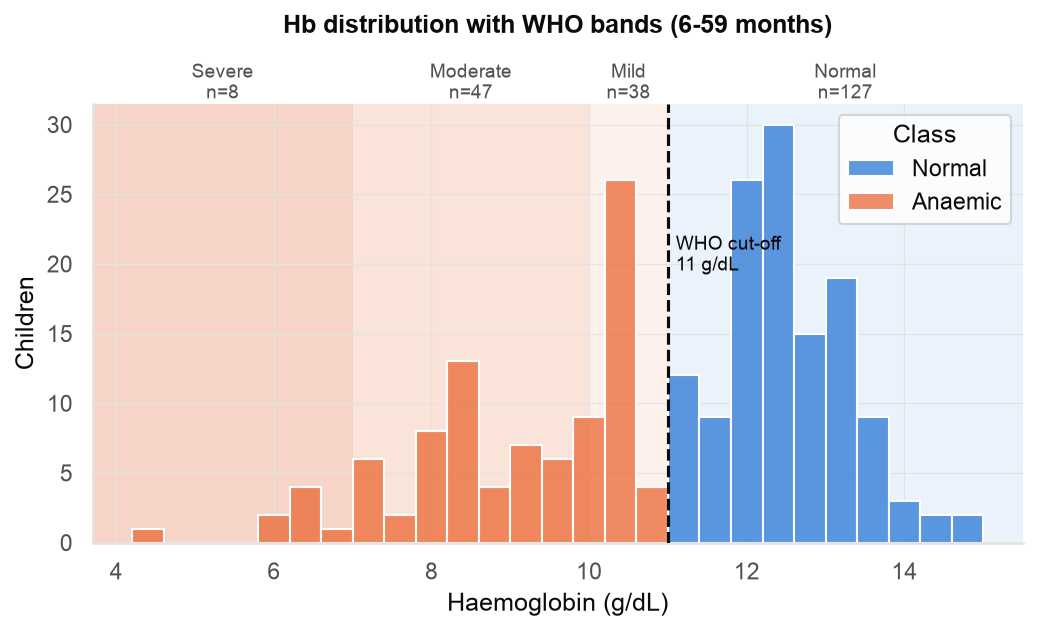 Hb distribution with WHO bands (6-59 months)
Severe
n=8
Moderate
n=47
Mild
n=38
Normal
n=127
Class
Normal
Anaemic
WHO cut-off
11 g/dL
Children
30
25
20
15
10
5
0
4
6
8
10
12
14
Haemoglobin (g/dL)